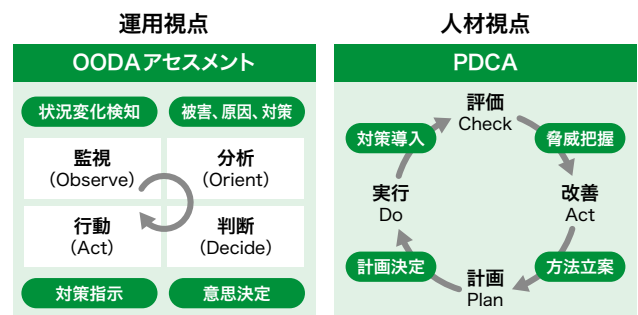 運用視点
OODAアセスメント
状況変化検知
被害、原因、対策
監視
(Observe)
分析
(Orient)
行動
(Act)
判断
(Decide)
対策指示
意思決定
人材視点
PDCA
評価
Check
対策導入
脅威把握
実行
Do
改善
Act
計画決定
方法立案
計画
Plan